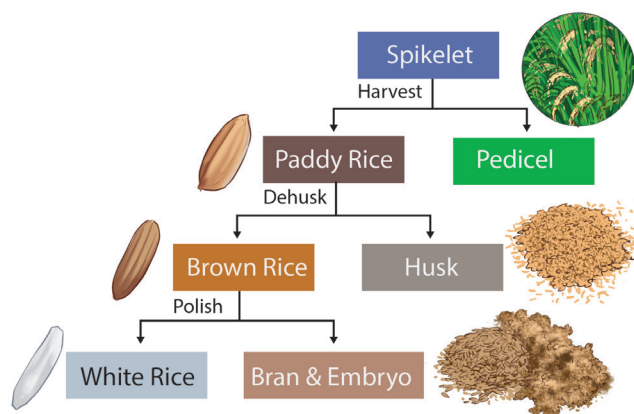 Spikelet
Harvest
Paddy Rice
Pedicel
Dehusk
Brown Rice
Husk
Polish
White Rice
Bran & Embryo